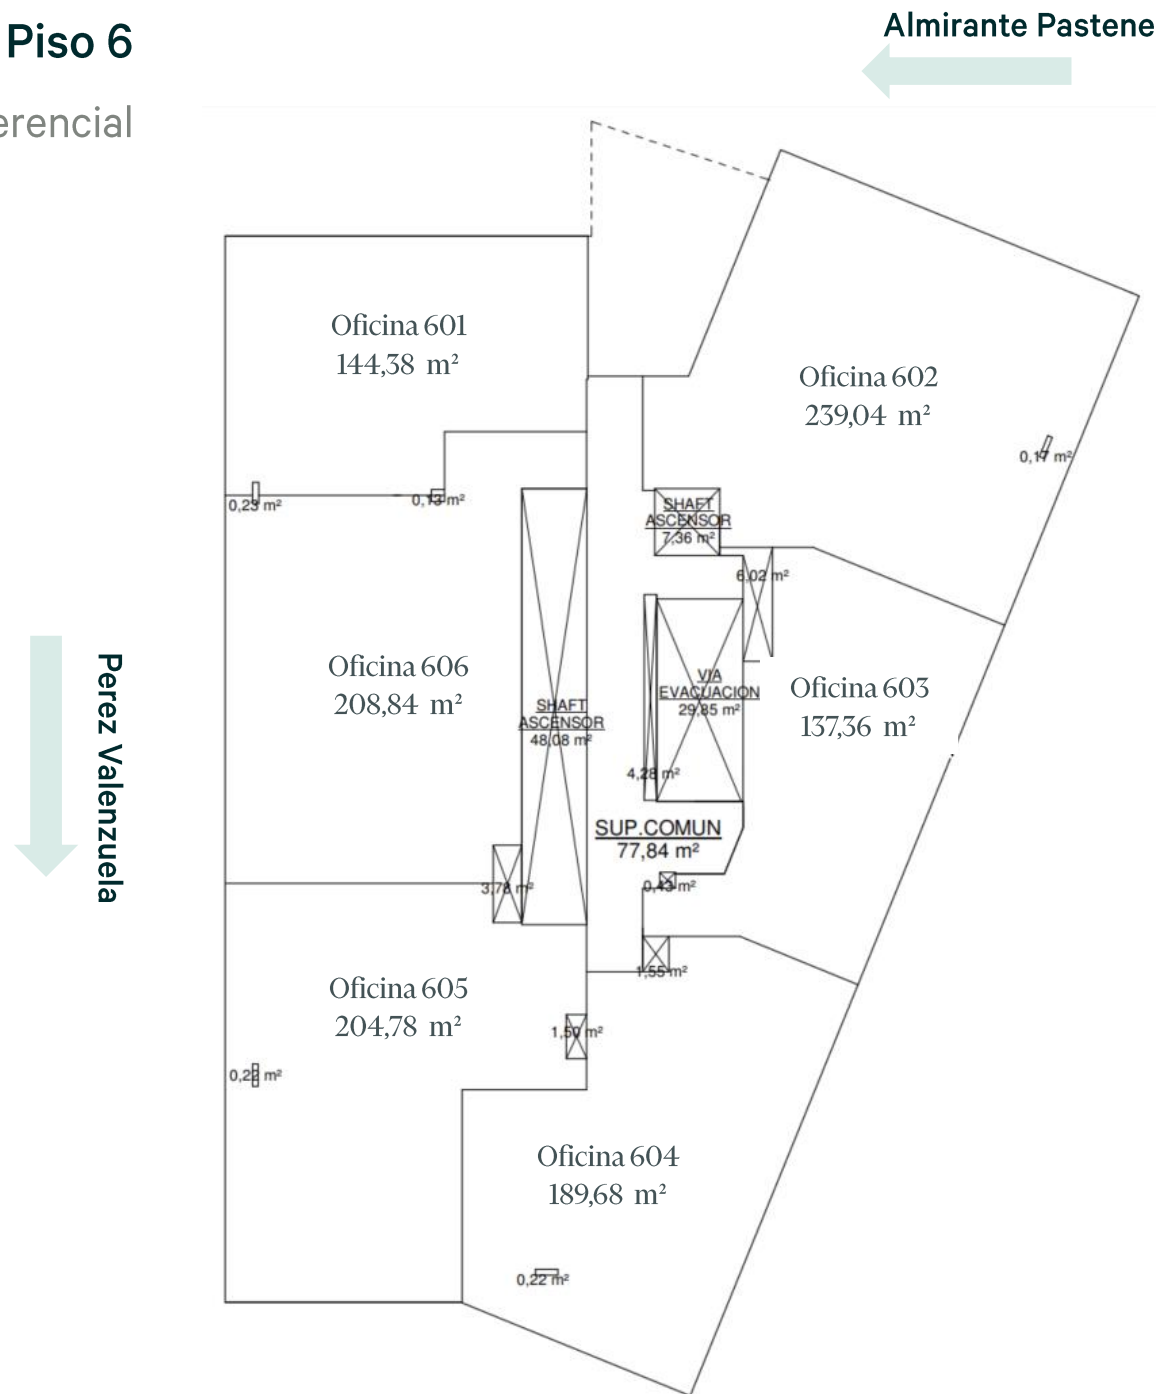 Piso 6
erencial
Almirante Pastene
Oficina 601
144,38 m²
Oficina 602
239,04 m²
0,17 m²
0,23 m²
0,13 m²
SHAFT
ASCENSOR
7,36 m²
6,02 m²
Oficina 606
208,84 m²
SHAFT
ASCENSOR
48,08 m²
VIA
EVACUACION
29,85 m²
Oficina 603
137,36 m²
4,28 m²
SUP.COMUN
77,84 m²
Perez Valenzuela
3,78 m²
0,43 m²
1,55 m²
Oficina 605
204,78 m²
1,50 m²
0,22 m²
Oficina 604
189,68 m²
0,22 m²